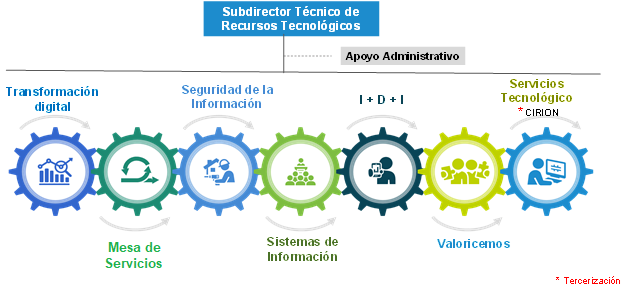 Subdirector Técnico de
Recursos Tecnológicos
Apoyo Administrativo
Transformación
digital
Seguridad de la
Información
I + D + I
Servicios
Tecnológico
* CIRION
Mesa de
Servicios
Sistemas de
Información
Valoricemos
* Tercerización